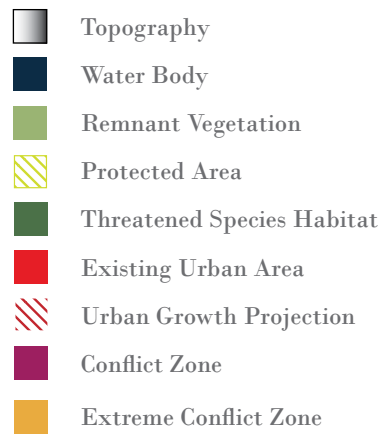 Topography
Water Body
Remnant Vegetation
Protected Area
Threatened Species Habitat
Existing Urban Area
Urban Growth Projection
Conflict Zone
Extreme Conflict Zone